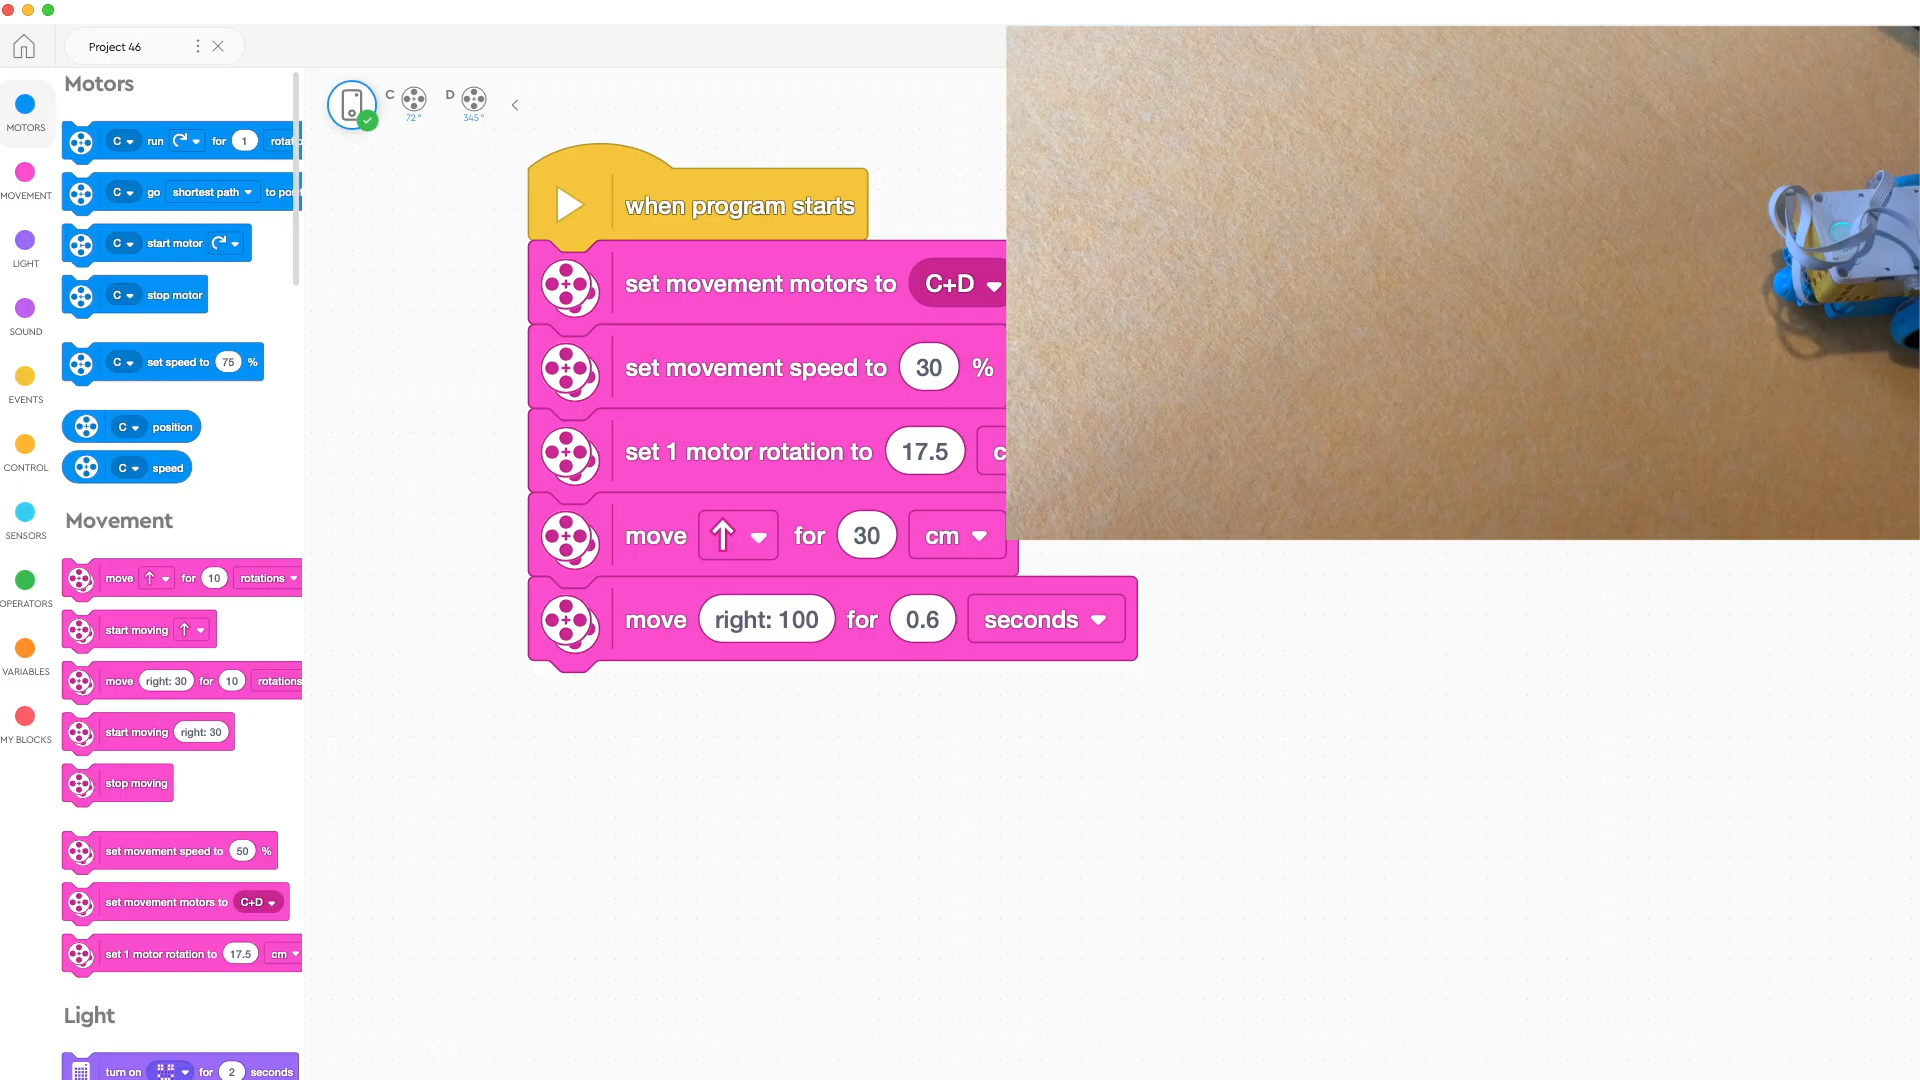 Project 46
Motors
C run for 1 rotatio
C go shortest path to posi
C start motor
C stop motor
C set speed to 75 %
C position
C speed
Movement
move for 10 rotations
start moving
move right: 30 for 10 rotations
start moving right: 30
stop moving
set movement speed to 50 %
set movement motors to C+D
set 1 motor rotation to 17.5 cm
Light
turn on for 2 seconds
MOTORS
MOVEMENT
LIGHT
SOUND
EVENTS
CONTROL
SENSORS
OPERATORS
VARIABLES
MY BLOCKS
C 72° D 345°
when program starts
set movement motors to C+D
set movement speed to 30 %
set 1 motor rotation to 17.5 c
move for 30 cm
move right: 100 for 0.6 seconds